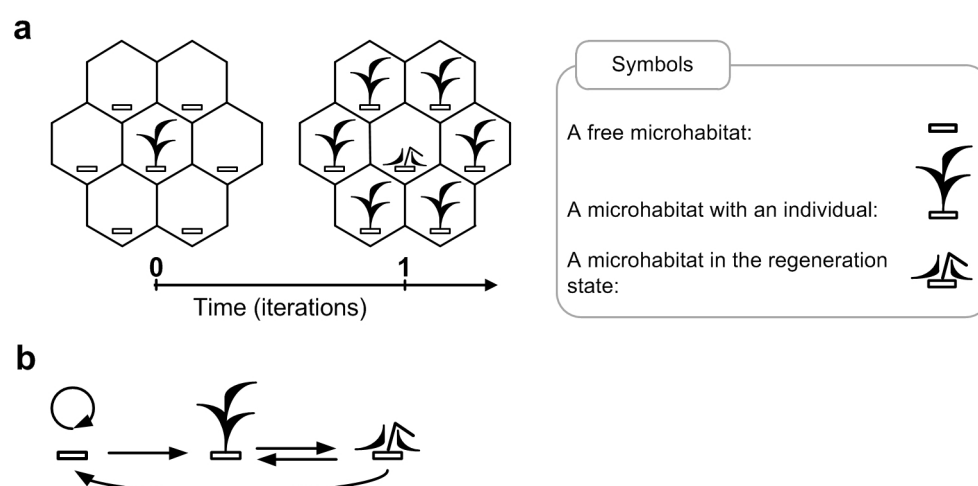 a
Symbols
A free microhabitat:
A microhabitat with an individual:
A microhabitat in the regeneration
state:
0
1
Time (iterations)
b